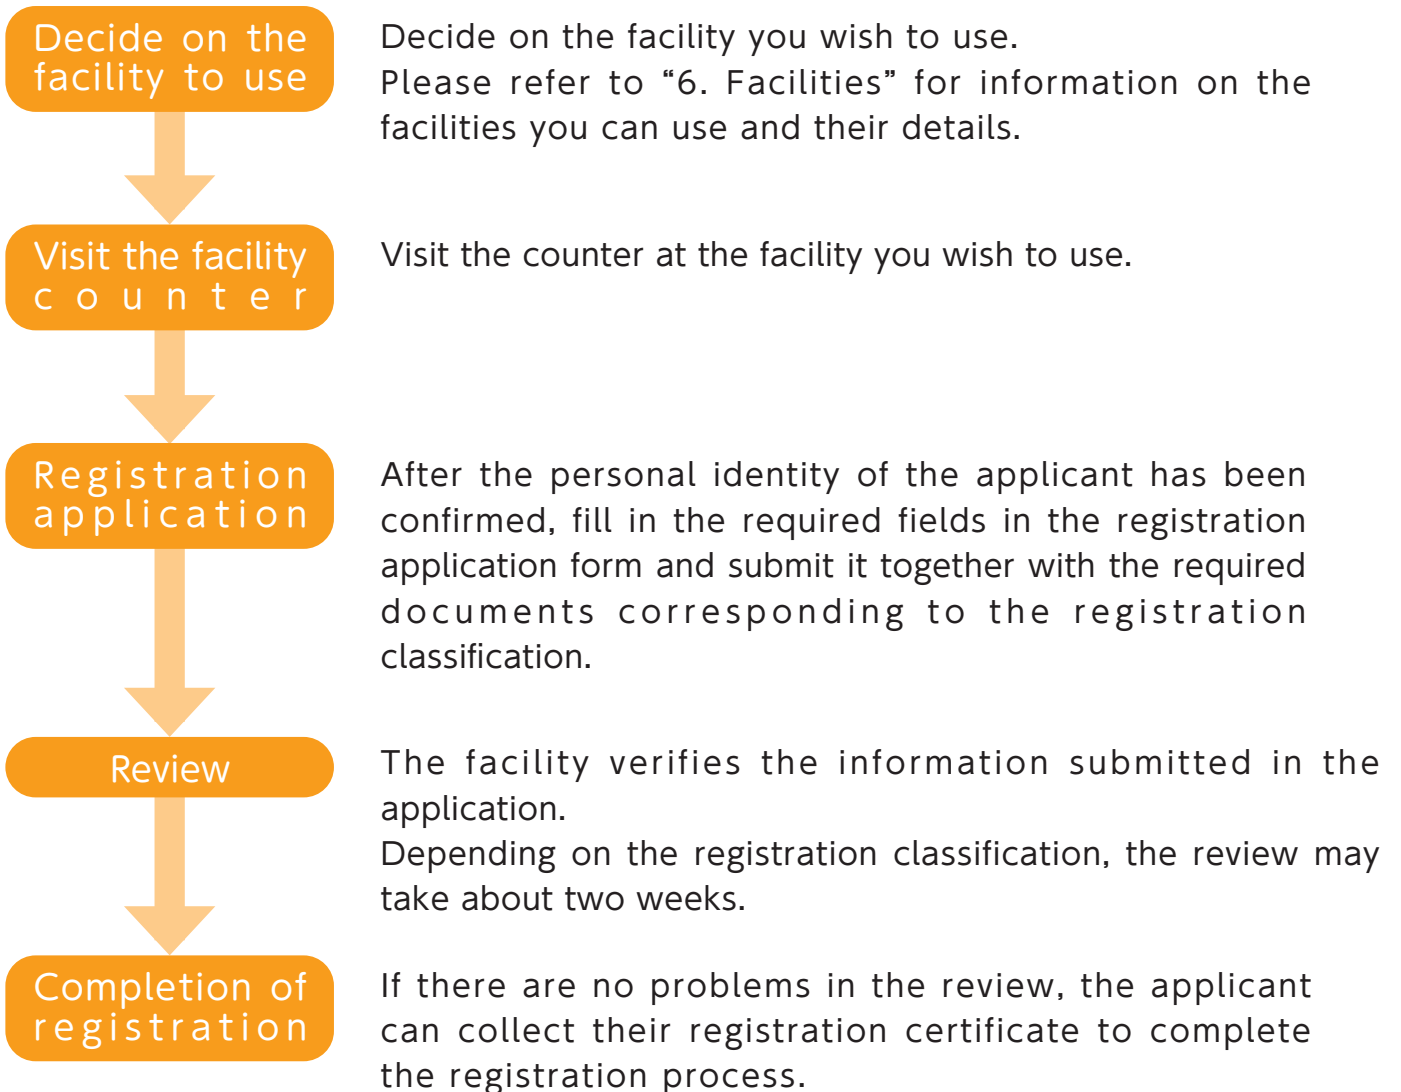 Decide on the
facility to use
Decide on the facility you wish to use.
Please refer to “6. Facilities” for information on the
facilities you can use and their details.
Visit the facility
counter
Visit the counter at the facility you wish to use.
Registration
application
After the personal identity of the applicant has been
confirmed, fill in the required fields in the registration
application form and submit it together with the required
documents corresponding to the registration
classification.
Review
The facility verifies the information submitted in the
application.
Depending on the registration classification, the review may
take about two weeks.
Completion of
registration
If there are no problems in the review, the applicant
can collect their registration certificate to complete
the registration process.